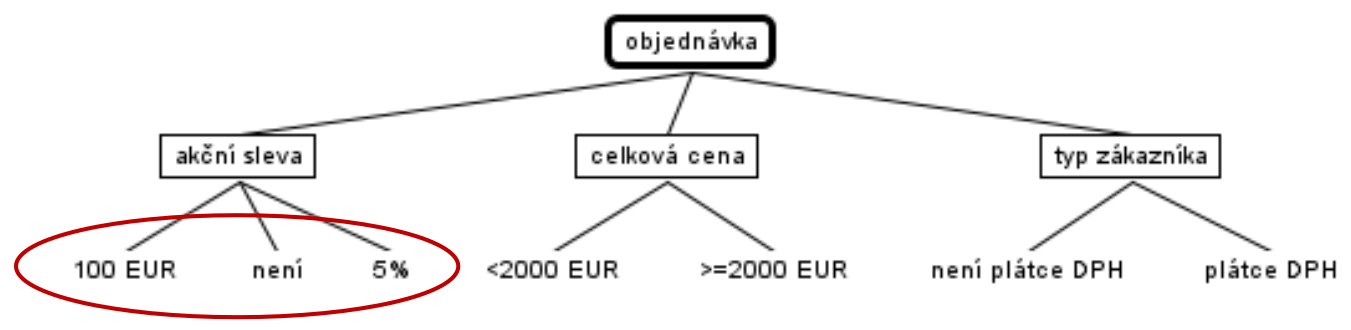 objednávka
akční sleva
celková cena
typ zákazníka
100 EUR
není
5%
<2000 EUR
>=2000 EUR
není plátce DPH
plátce DPH